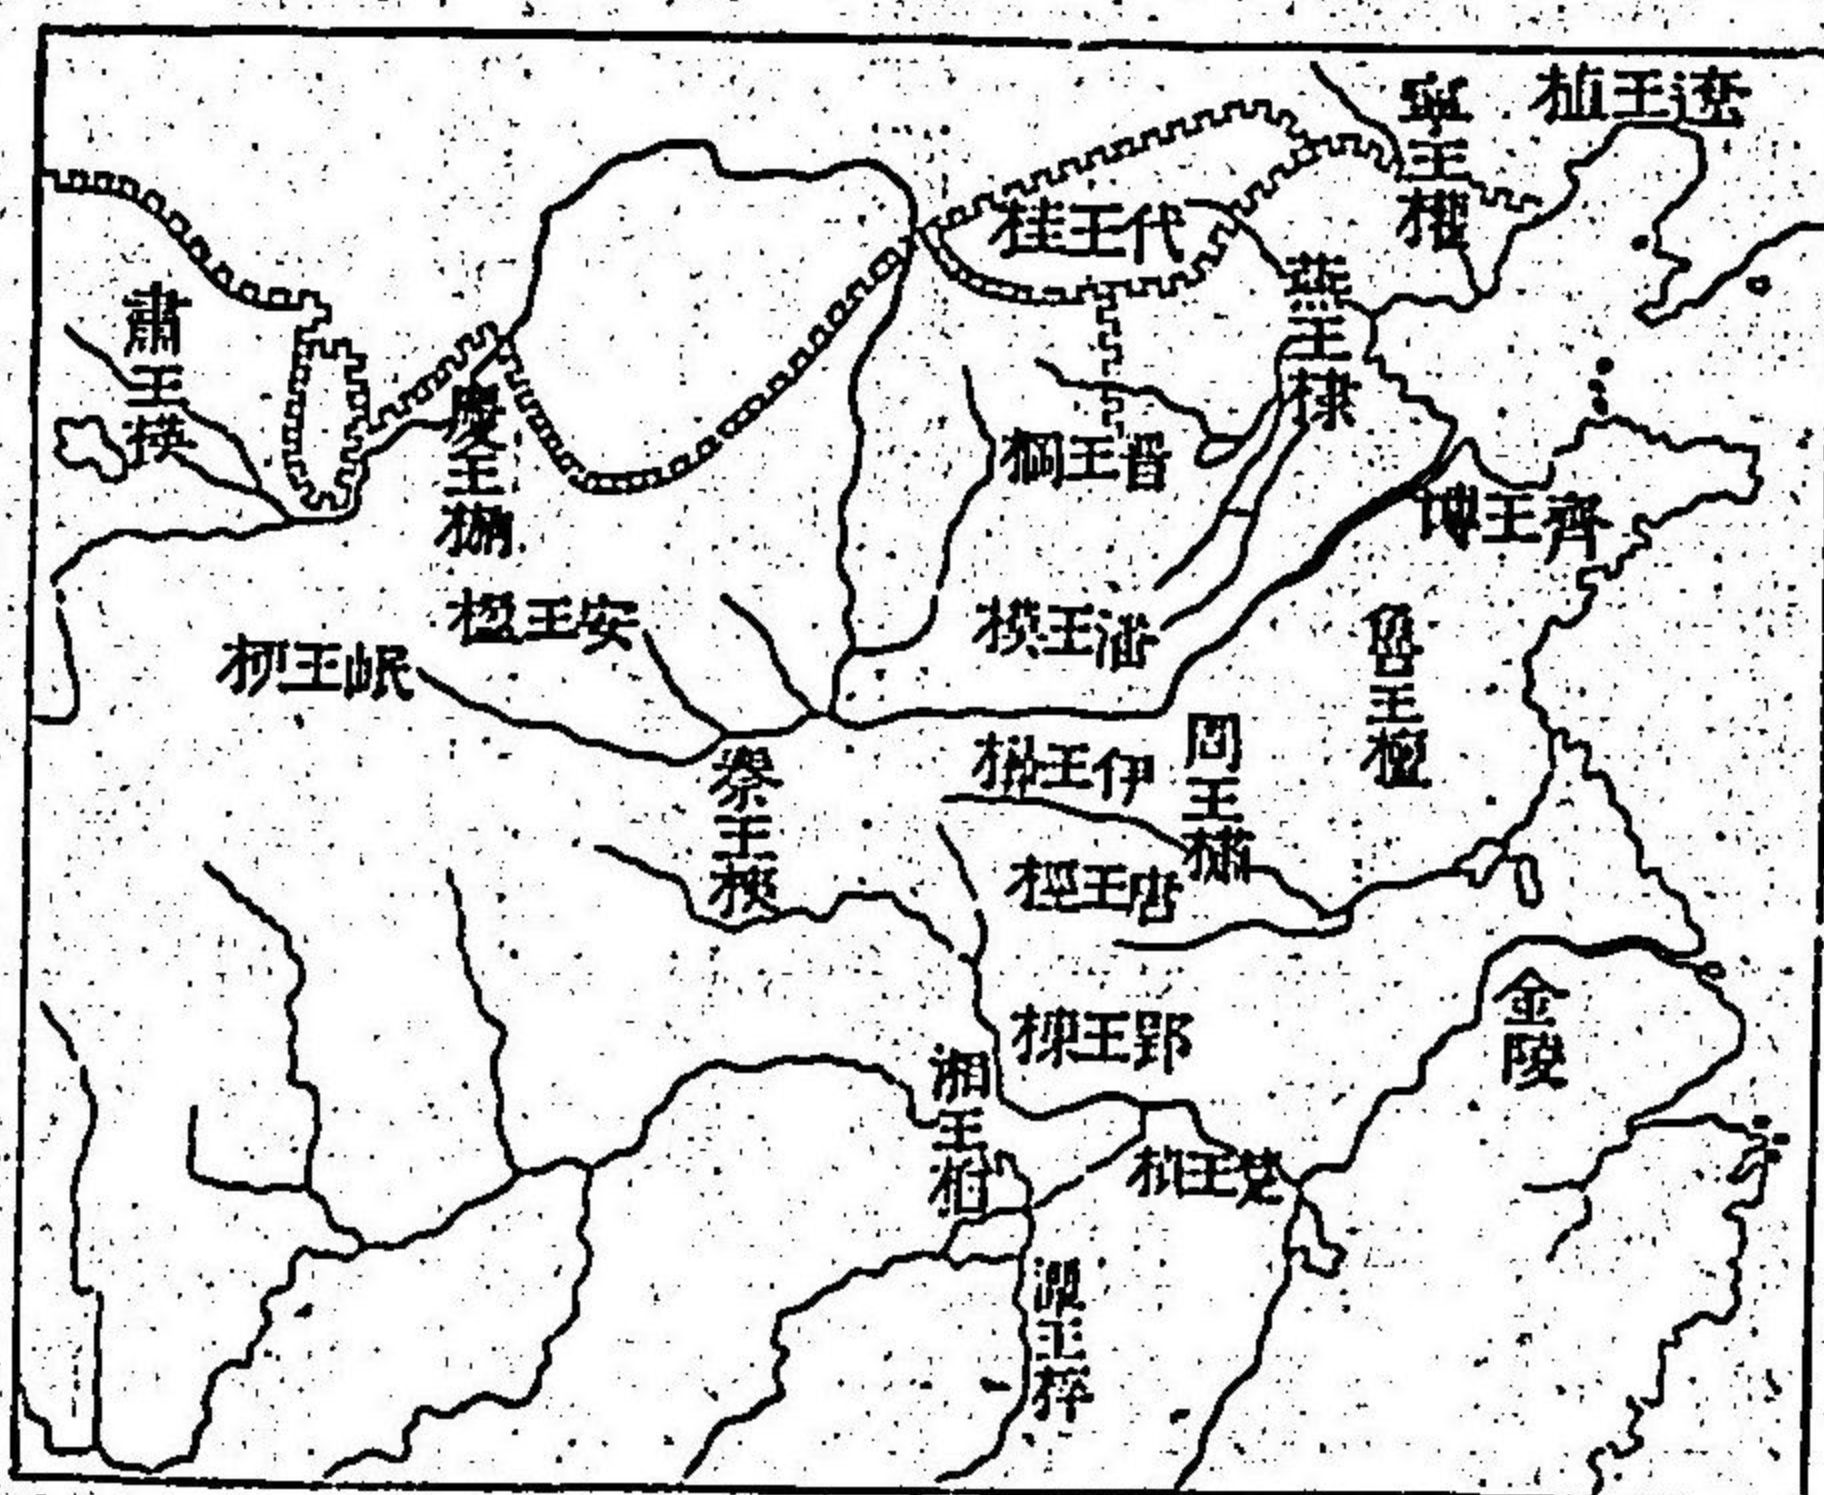 遼王植
寧王權
代王桂
燕王棣
肅王楧
慶王㮵
晉王棡
齊王榑
安王楹
潘王模
岷王楩
魯王檀
周王橚
伊王㰘
秦王樉
唐王桱
金陵
郢王棟
湘王柏
楚王楨
潭王梓